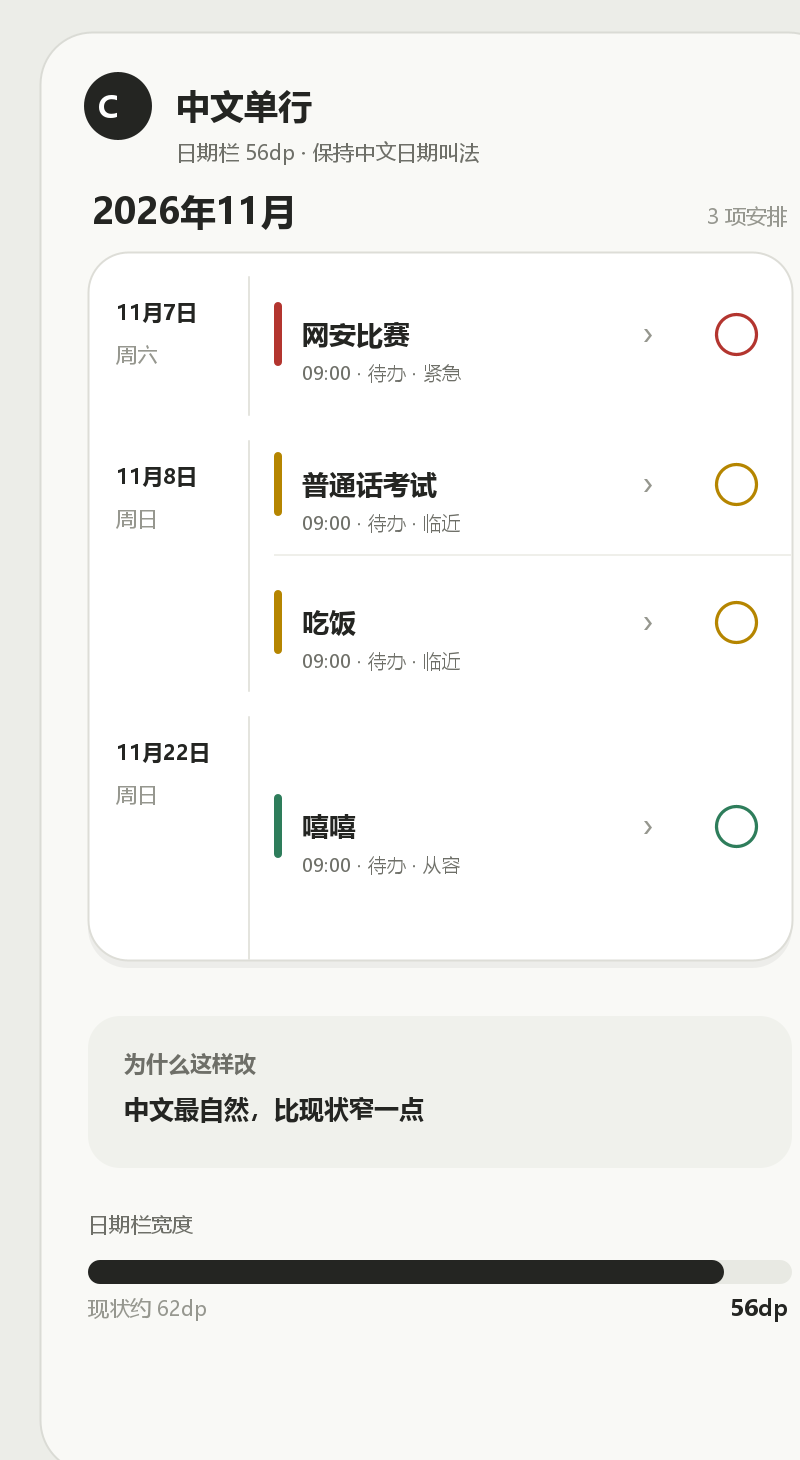 C
中文单行
日期栏 56dp · 保持中文日期叫法
2026年11月
3 项安排
11月7日
周六
网安比赛
›
09:00 · 待办 · 紧急
11月8日
周日
普通话考试
›
09:00 · 待办 · 临近
吃饭
›
09:00 · 待办 · 临近
11月22日
周日
嘻嘻
›
09:00 · 待办 · 从容
为什么这样改
中文最自然，比现状窄一点
日期栏宽度
现状约 62dp
56dp